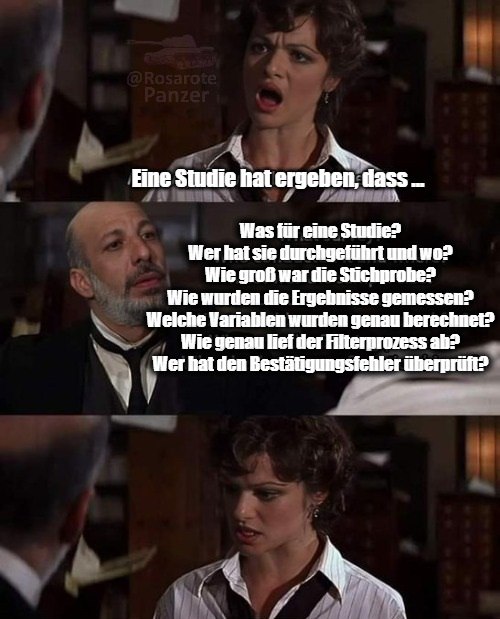 @Rosarote
Panzer
Eine Studie hat ergeben, dass ...
Was für eine Studie?
Wer hat sie durchgeführt und wo?
Wie groß war die Stichprobe?
Wie wurden die Ergebnisse gemessen?
Welche Variablen wurden genau berechnet?
Wie genau lief der Filterprozess ab?
Wer hat den Bestätigungsfehler überprüft?